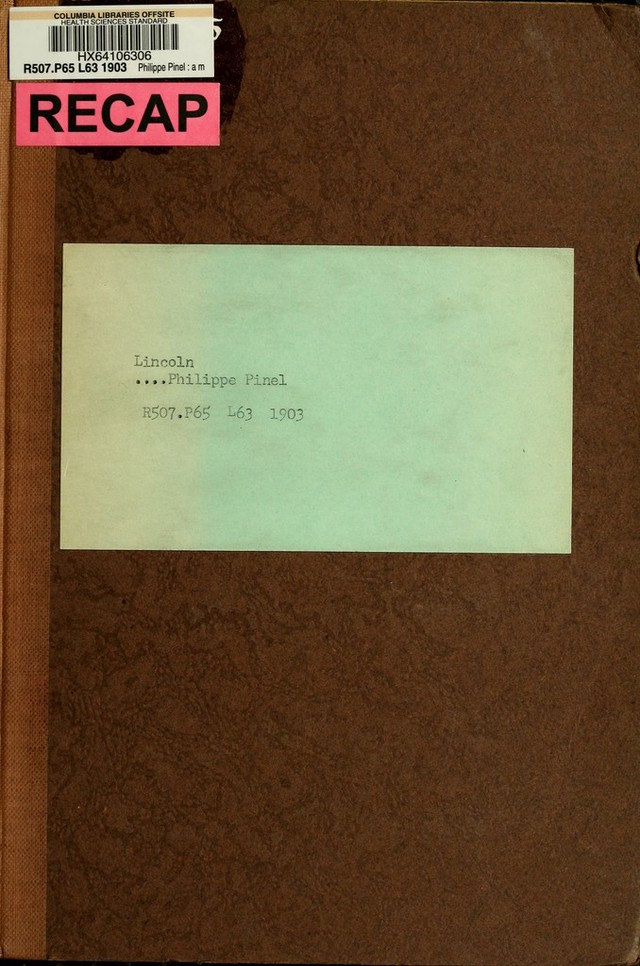 COLUMBIA LIBRARIES OFFSITE
HEALTH SCIENCES STANDARD
HX64106306
R507.P65 L63 1903 Philippe Pinel : a m
RECAP
Lincoln
....Philippe Pinel
R507.P65 L63 1903